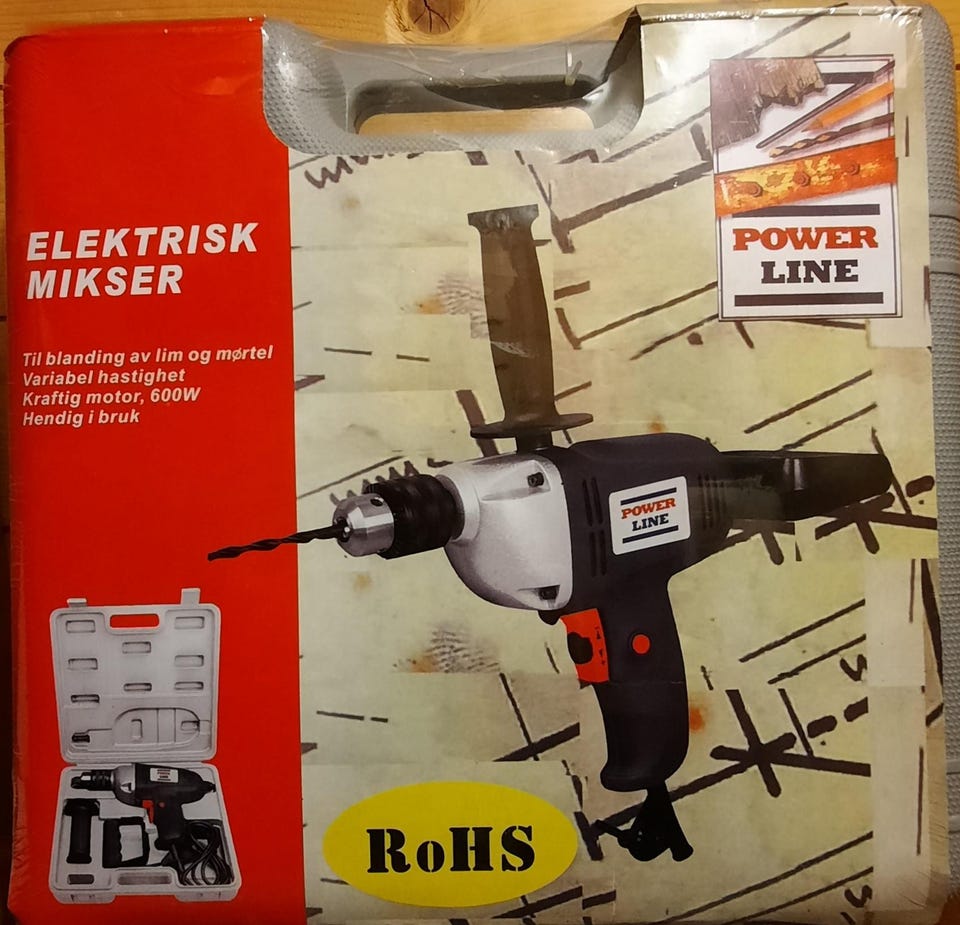 ELEKTRISK
MIKSER
Til blanding av lim og mørtel
Variabel hastighet
Kraftig motor, 600W
Hendig i bruk
POWER
LINE
POWER
LINE
RoHS